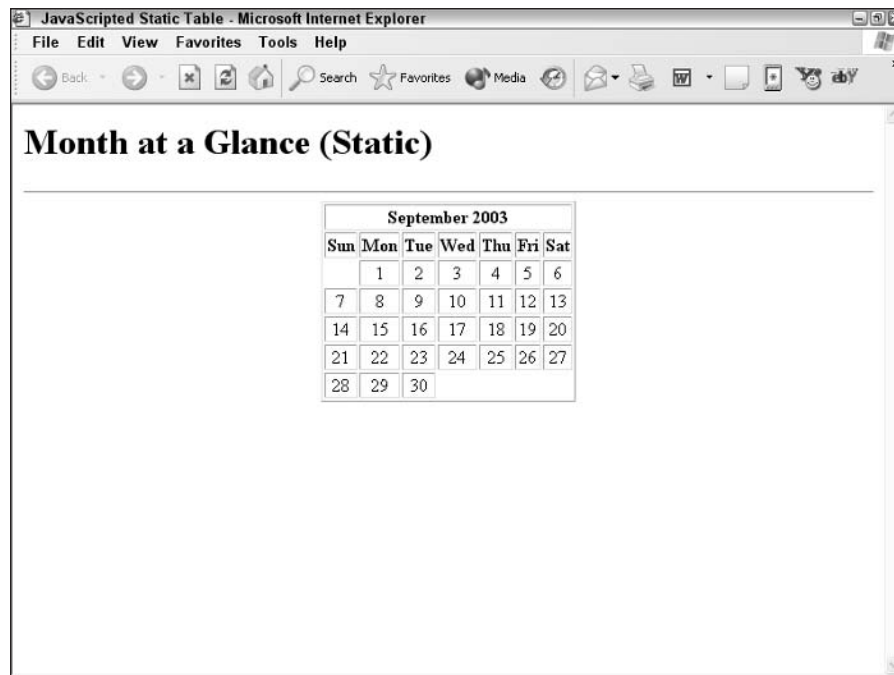 JavaScripted Static Table - Microsoft Internet Explorer
File Edit View Favorites Tools Help
Back Search Favorites Media W abY
Month at a Glance (Static)
September 2003
Sun Mon Tue Wed Thu Fri Sat
1 2 3 4 5 6
7 8 9 10 11 12 13
14 15 16 17 18 19 20
21 22 23 24 25 26 27
28 29 30